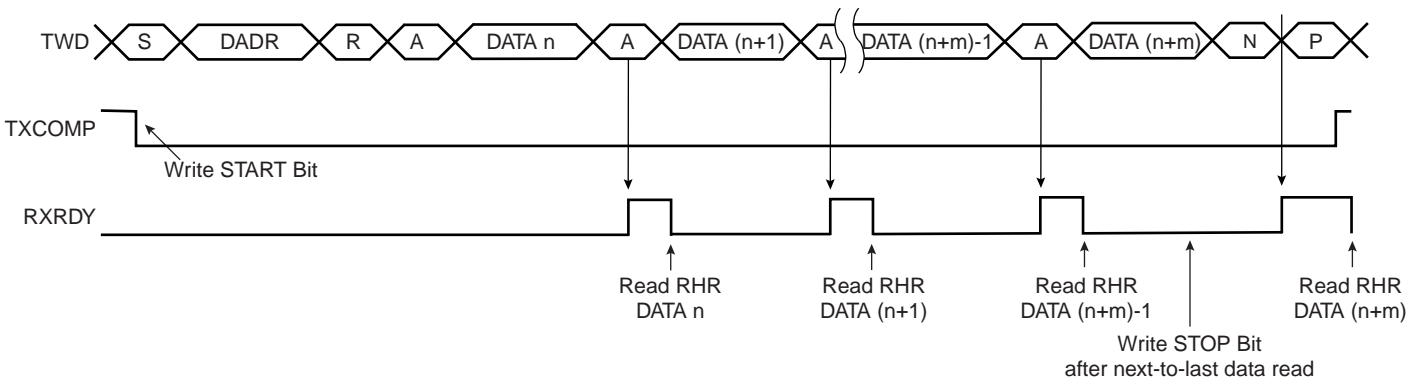 TWD S DADR R A DATA n A DATA (n+1) A DATA (n+m)-1 A DATA (n+m) N P
TXCOMP
Write START Bit
RXRDY
Read RHR Read RHR Read RHR Read RHR
DATA n DATA (n+1) DATA (n+m)-1 DATA (n+m)
Write STOP Bit
after next-to-last data read